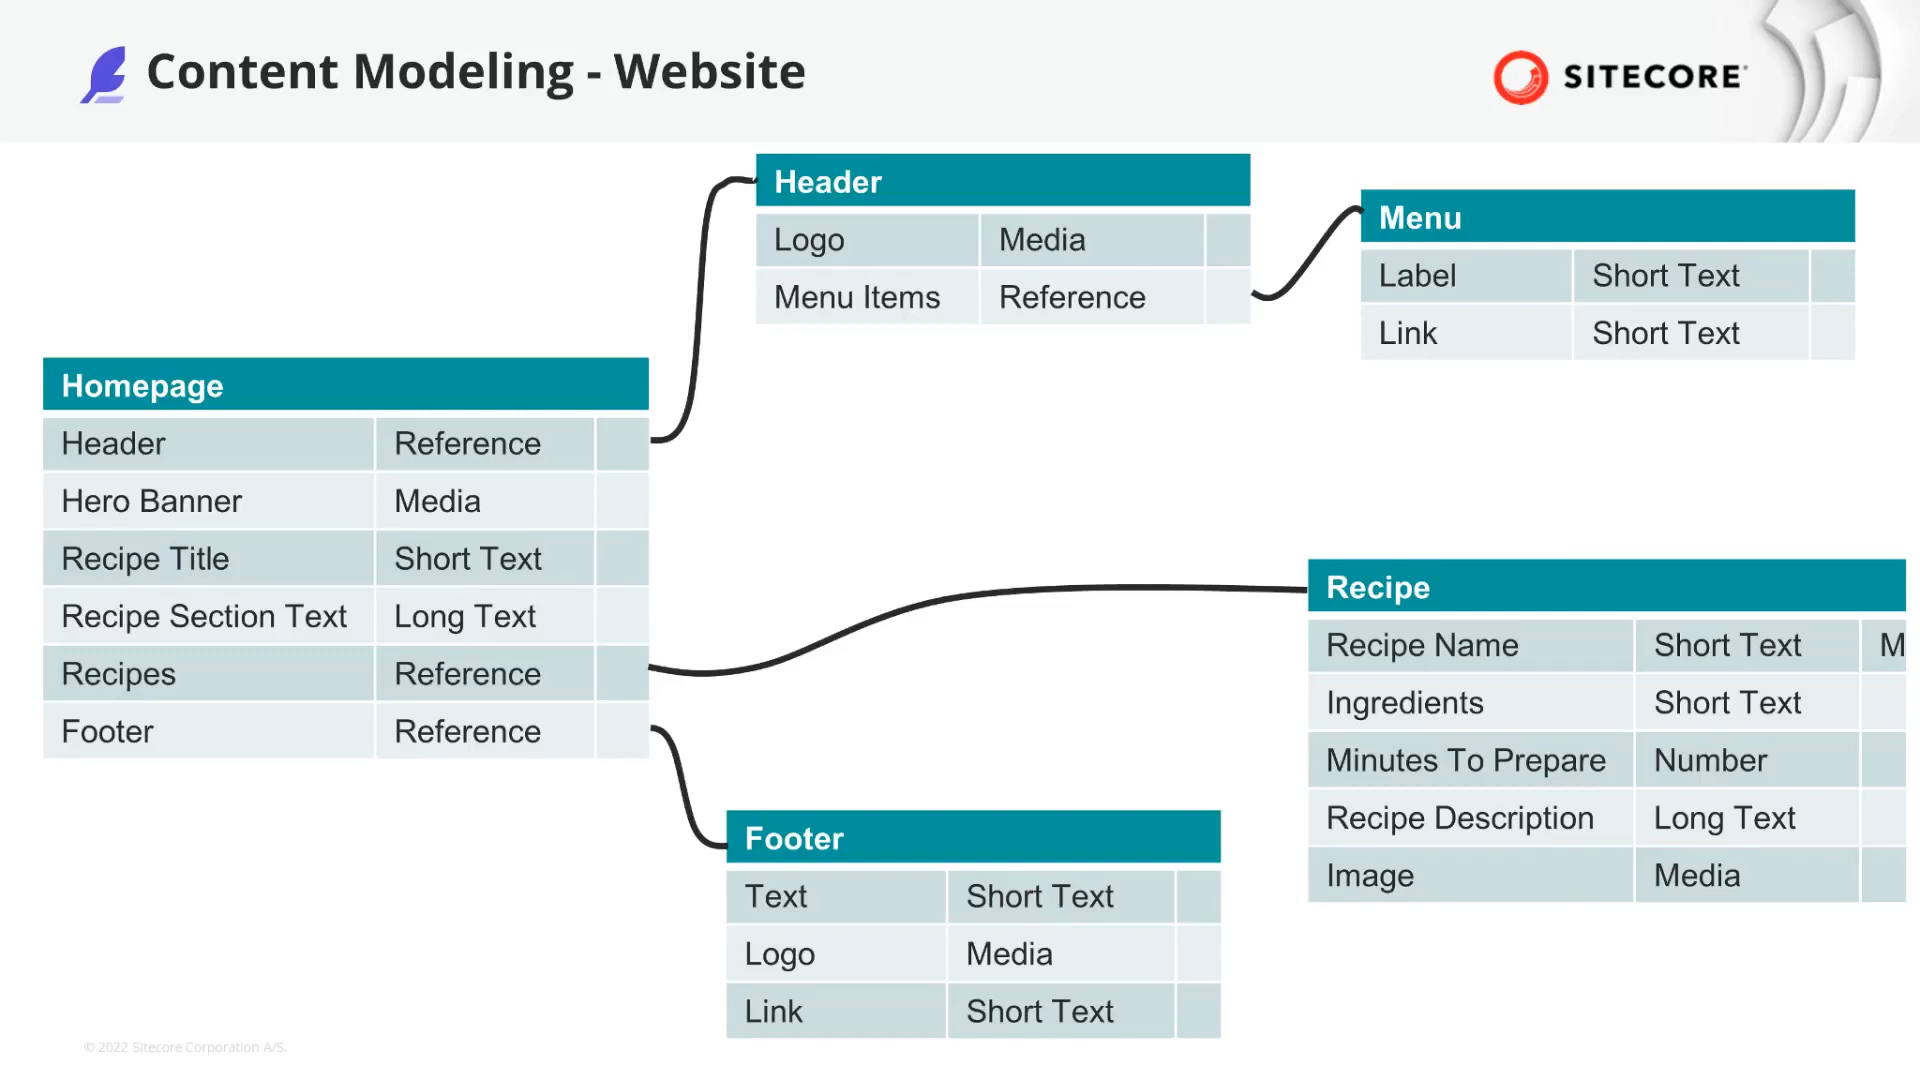 Content Modeling - Website
SITECORE
Header
Logo Media
Menu Items Reference
Menu
Label Short Text
Link Short Text
Homepage
Header Reference
Hero Banner Media
Recipe Title Short Text
Recipe Section Text Long Text
Recipes Reference
Footer Reference
Recipe
Recipe Name Short Text M
Ingredients Short Text
Minutes To Prepare Number
Recipe Description Long Text
Image Media
Footer
Text Short Text
Logo Media
Link Short Text
© 2022 Sitecore Corporation A/S.